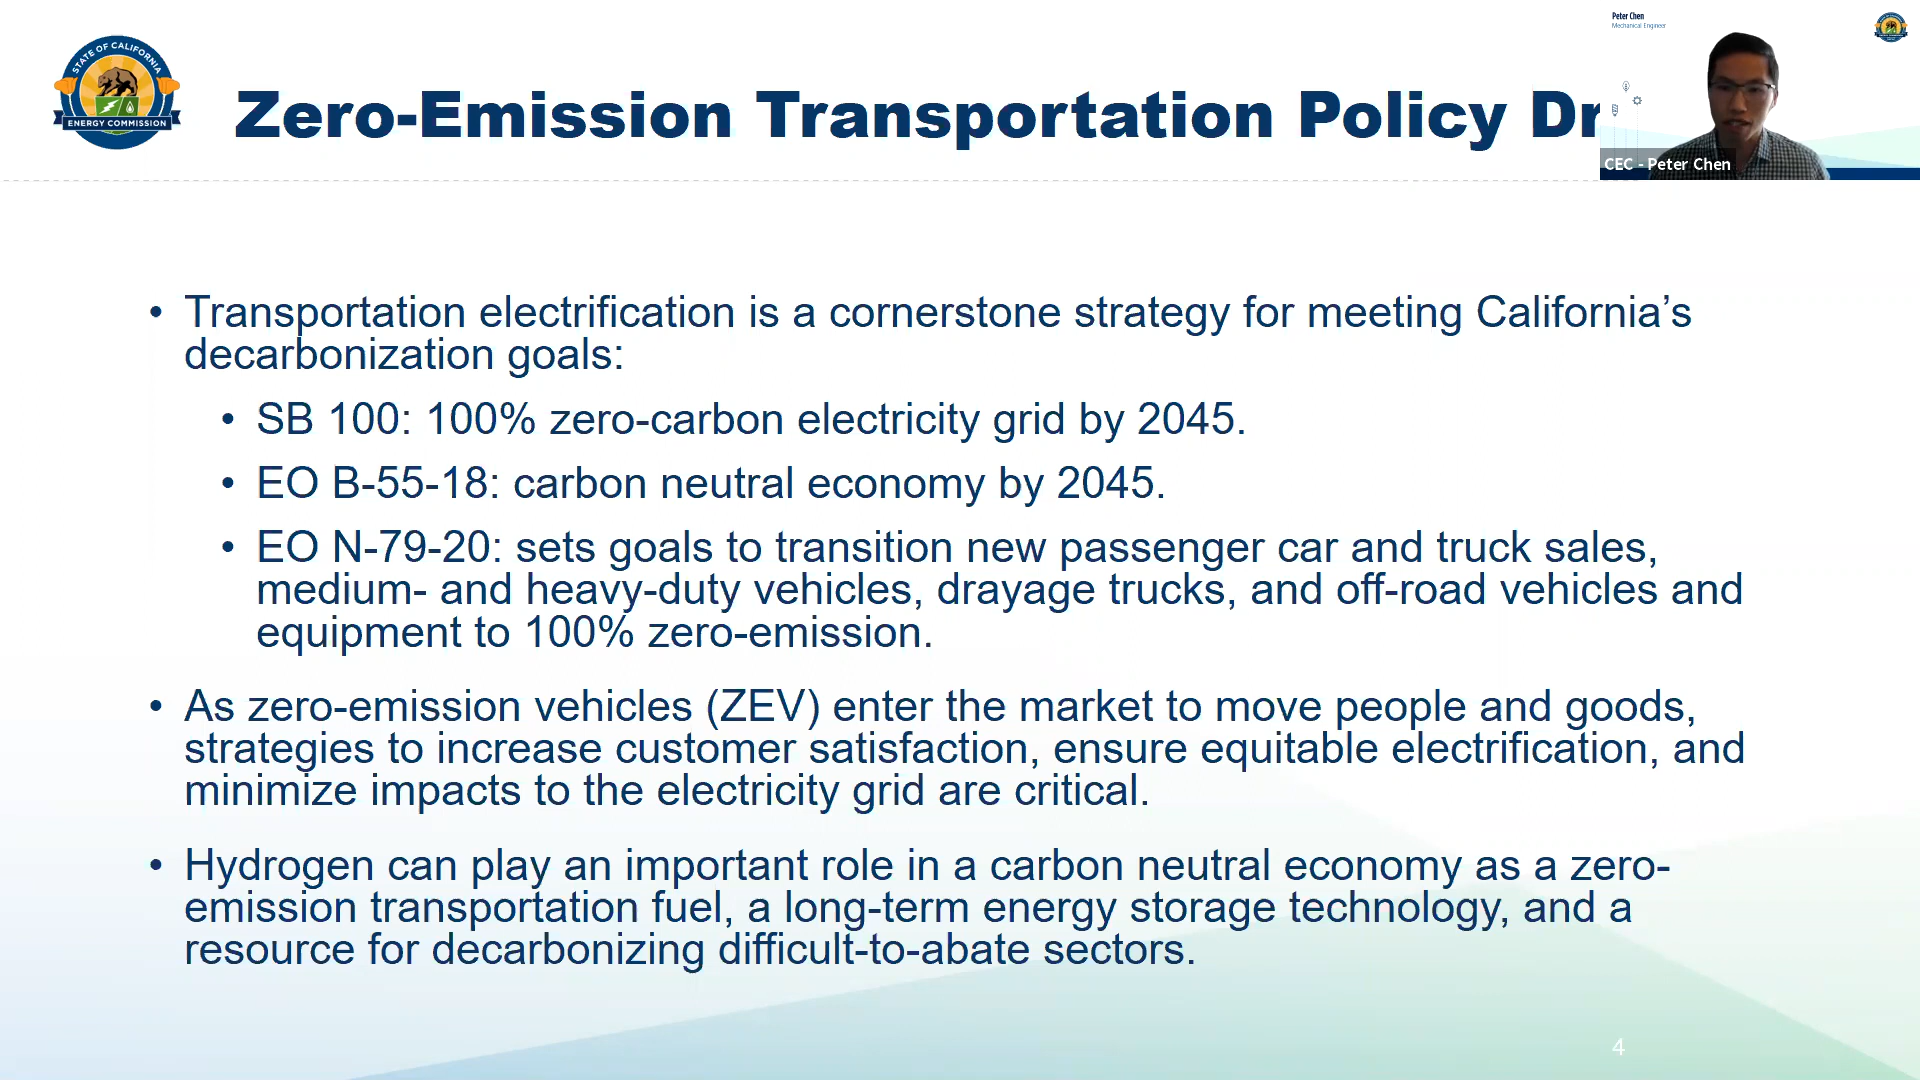 Peter Chen
Mechanical Engineer
STATE OF CALIFORNIA
ENERGY COMMISSION
Zero-Emission Transportation Policy Dr
CEC - Peter Chen
• Transportation electrification is a cornerstone strategy for meeting California’s
decarbonization goals:
• SB 100: 100% zero-carbon electricity grid by 2045.
• EO B-55-18: carbon neutral economy by 2045.
• EO N-79-20: sets goals to transition new passenger car and truck sales,
medium- and heavy-duty vehicles, drayage trucks, and off-road vehicles and
equipment to 100% zero-emission.
• As zero-emission vehicles (ZEV) enter the market to move people and goods,
strategies to increase customer satisfaction, ensure equitable electrification, and
minimize impacts to the electricity grid are critical.
• Hydrogen can play an important role in a carbon neutral economy as a zero-
emission transportation fuel, a long-term energy storage technology, and a
resource for decarbonizing difficult-to-abate sectors.
4